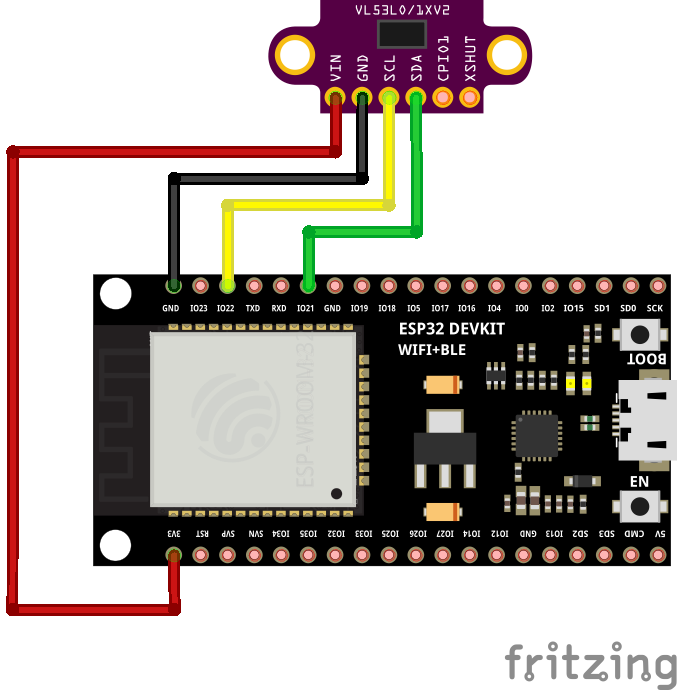 VL53L0/1XV2
VIN GND SCL SDA CPIO1 XSHUT
GND IO23 IO22 TXD RXD IO21 GND IO19 IO18 IO5 IO17 IO16 IO4 IO0 IO2 IO15 SD1 SD0 SCK
ESP32 DEVKIT
WIFI+BLE
BOOT
ESP-WROOM-32
EN
3V3 RST SVP SVN IO34 IO35 IO32 IO33 IO25 IO26 IO27 IO14 IO12 GND IO13 SD2 SD3 CMD 5V
fritzing